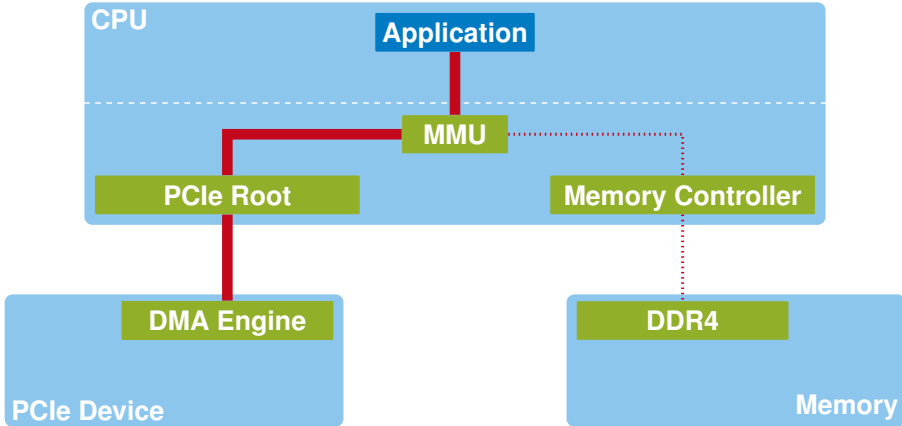 CPU
Application
MMU
PCIe Root
Memory Controller
DMA Engine
DDR4
PCIe Device
Memory